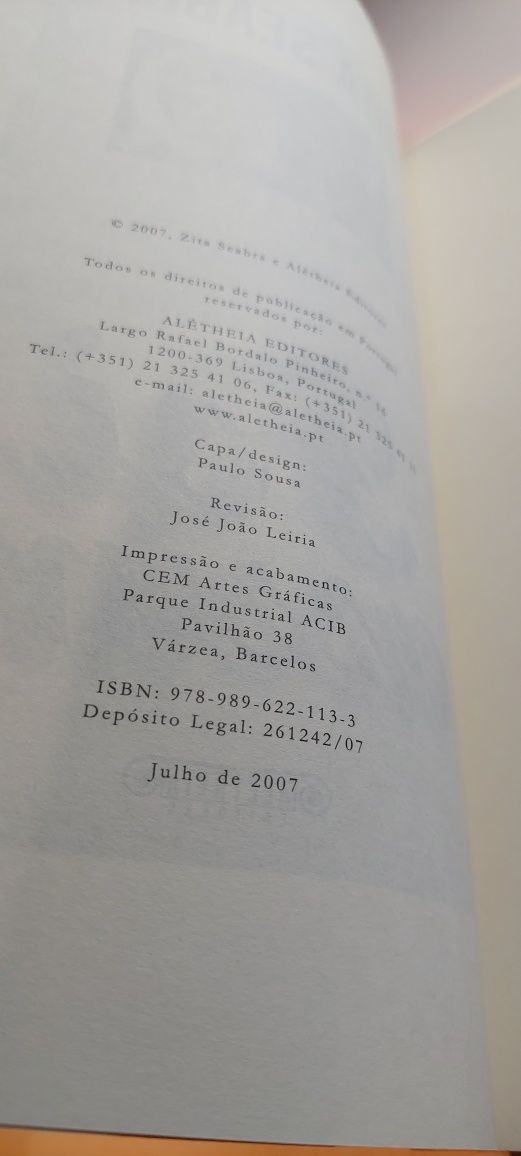 © 2007, Zita Seabra e Alêtheia Editores
Todos os direitos de publicação em Portugal
reservados por:
ALÊTHEIA EDITORES
Largo Rafael Bordalo Pinheiro, n.º 16
1200-369 Lisboa, Portugal
Tel.: (+351) 21 325 41 06, Fax: (+351) 21 325 41
e-mail: aletheia@aletheia.pt
www.aletheia.pt
Capa/design:
Paulo Sousa
Revisão:
José João Leiria
Impressão e acabamento:
CEM Artes Gráficas
Parque Industrial ACIB
Pavilhão 38
Várzea, Barcelos
ISBN: 978-989-622-113-3
Depósito Legal: 261242/07
Julho de 2007